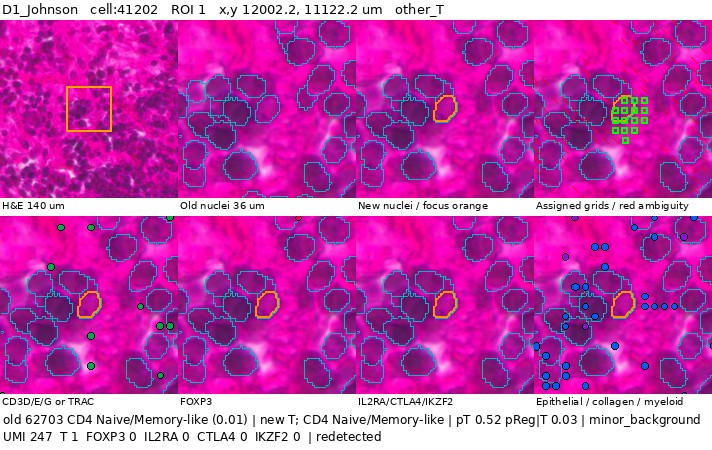 D1_Johnson   cell:41202   ROI 1   x,y 12002.2, 11122.2 um   other_T
H&E 140 um
Old nuclei 36 um
New nuclei / focus orange
Assigned grids / red ambiguity
CD3D/E/G or TRAC
FOXP3
IL2RA/CTLA4/IKZF2
Epithelial / collagen / myeloid
old 62703 CD4 Naive/Memory-like (0.01) | new T; CD4 Naive/Memory-like | pT 0.52 pReg|T 0.03 | minor_background
UMI 247  T 1  FOXP3 0  IL2RA 0  CTLA4 0  IKZF2 0  | redetected